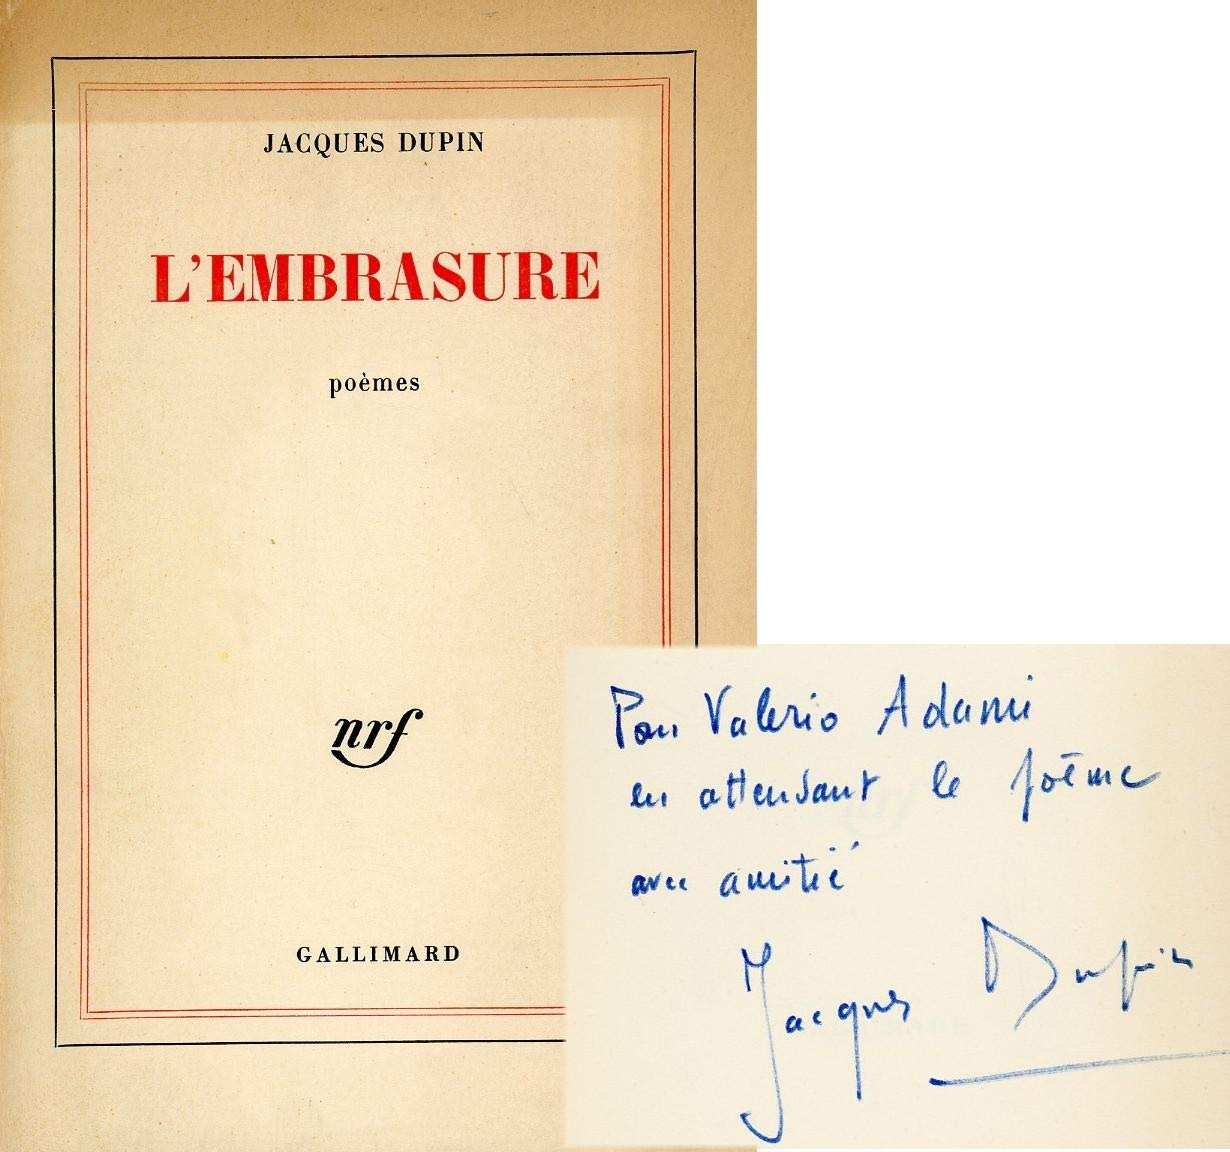 JACQUES DUPIN
L'EMBRASURE
poèmes
nrf
GALLIMARD
Pour Valerio Adami
en attendant le poème
avec amitié
Jacques Dupin